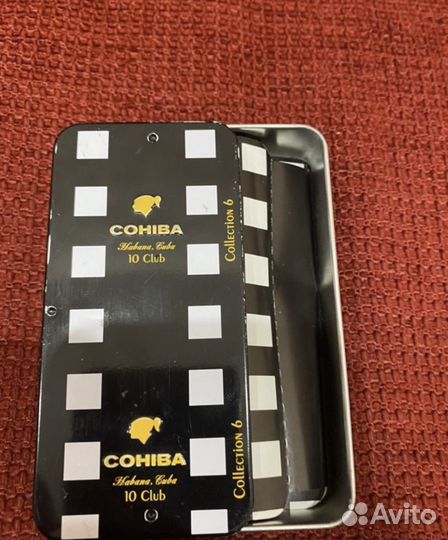 COHIBA
Habana, Cuba
10 Club
Collection 6
COHIBA
Habana, Cuba
10 Club
Collection 6
Avito